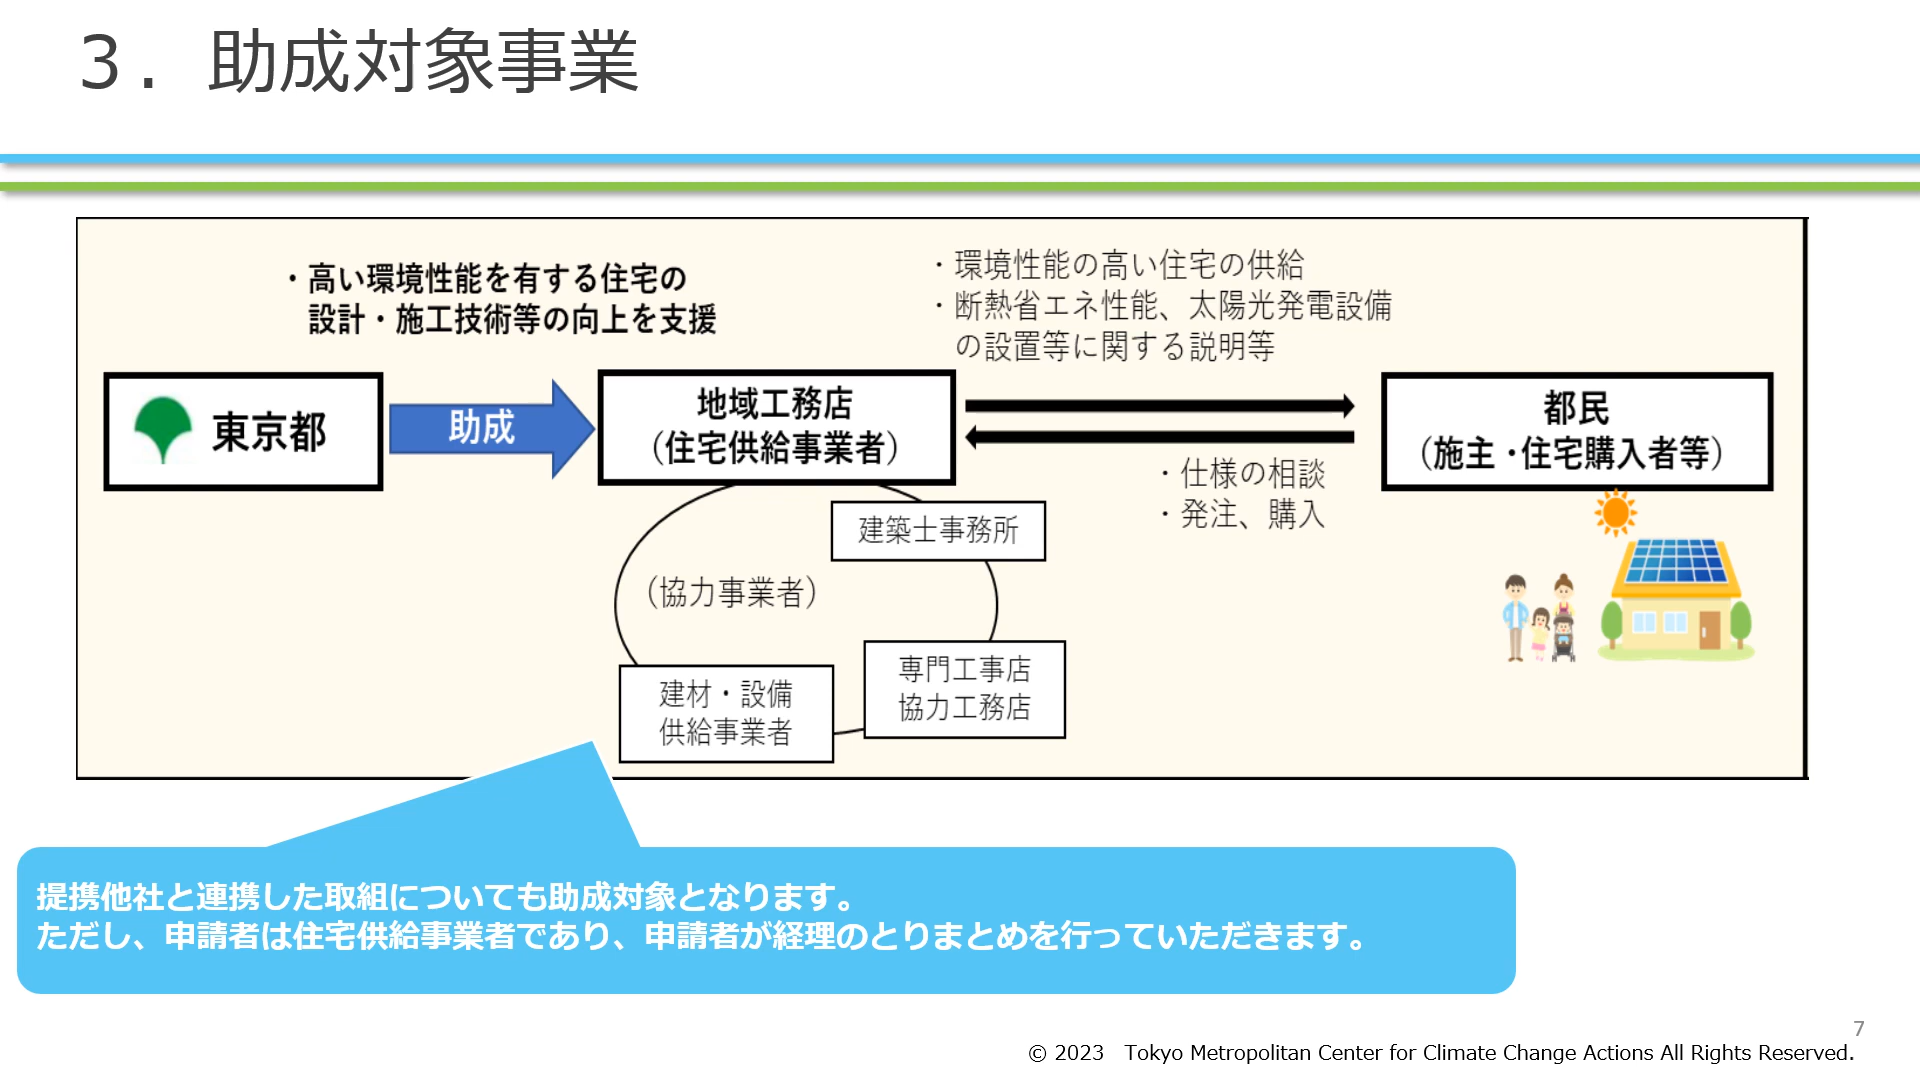 ３．助成対象事業
・高い環境性能を有する住宅の
設計・施工技術等の向上を支援
・環境性能の高い住宅の供給
・断熱省エネ性能、太陽光発電設備
の設置等に関する説明等
東京都
助成
地域工務店
（住宅供給事業者）
都民
（施主・住宅購入者等）
・仕様の相談
・発注、購入
建築士事務所
（協力事業者）
専門工事店
協力工務店
建材・設備
供給事業者
提携他社と連携した取組についても助成対象となります。
ただし、申請者は住宅供給事業者であり、申請者が経理のとりまとめを行っていただきます。
7
© 2023　Tokyo Metropolitan Center for Climate Change Actions All Rights Reserved.